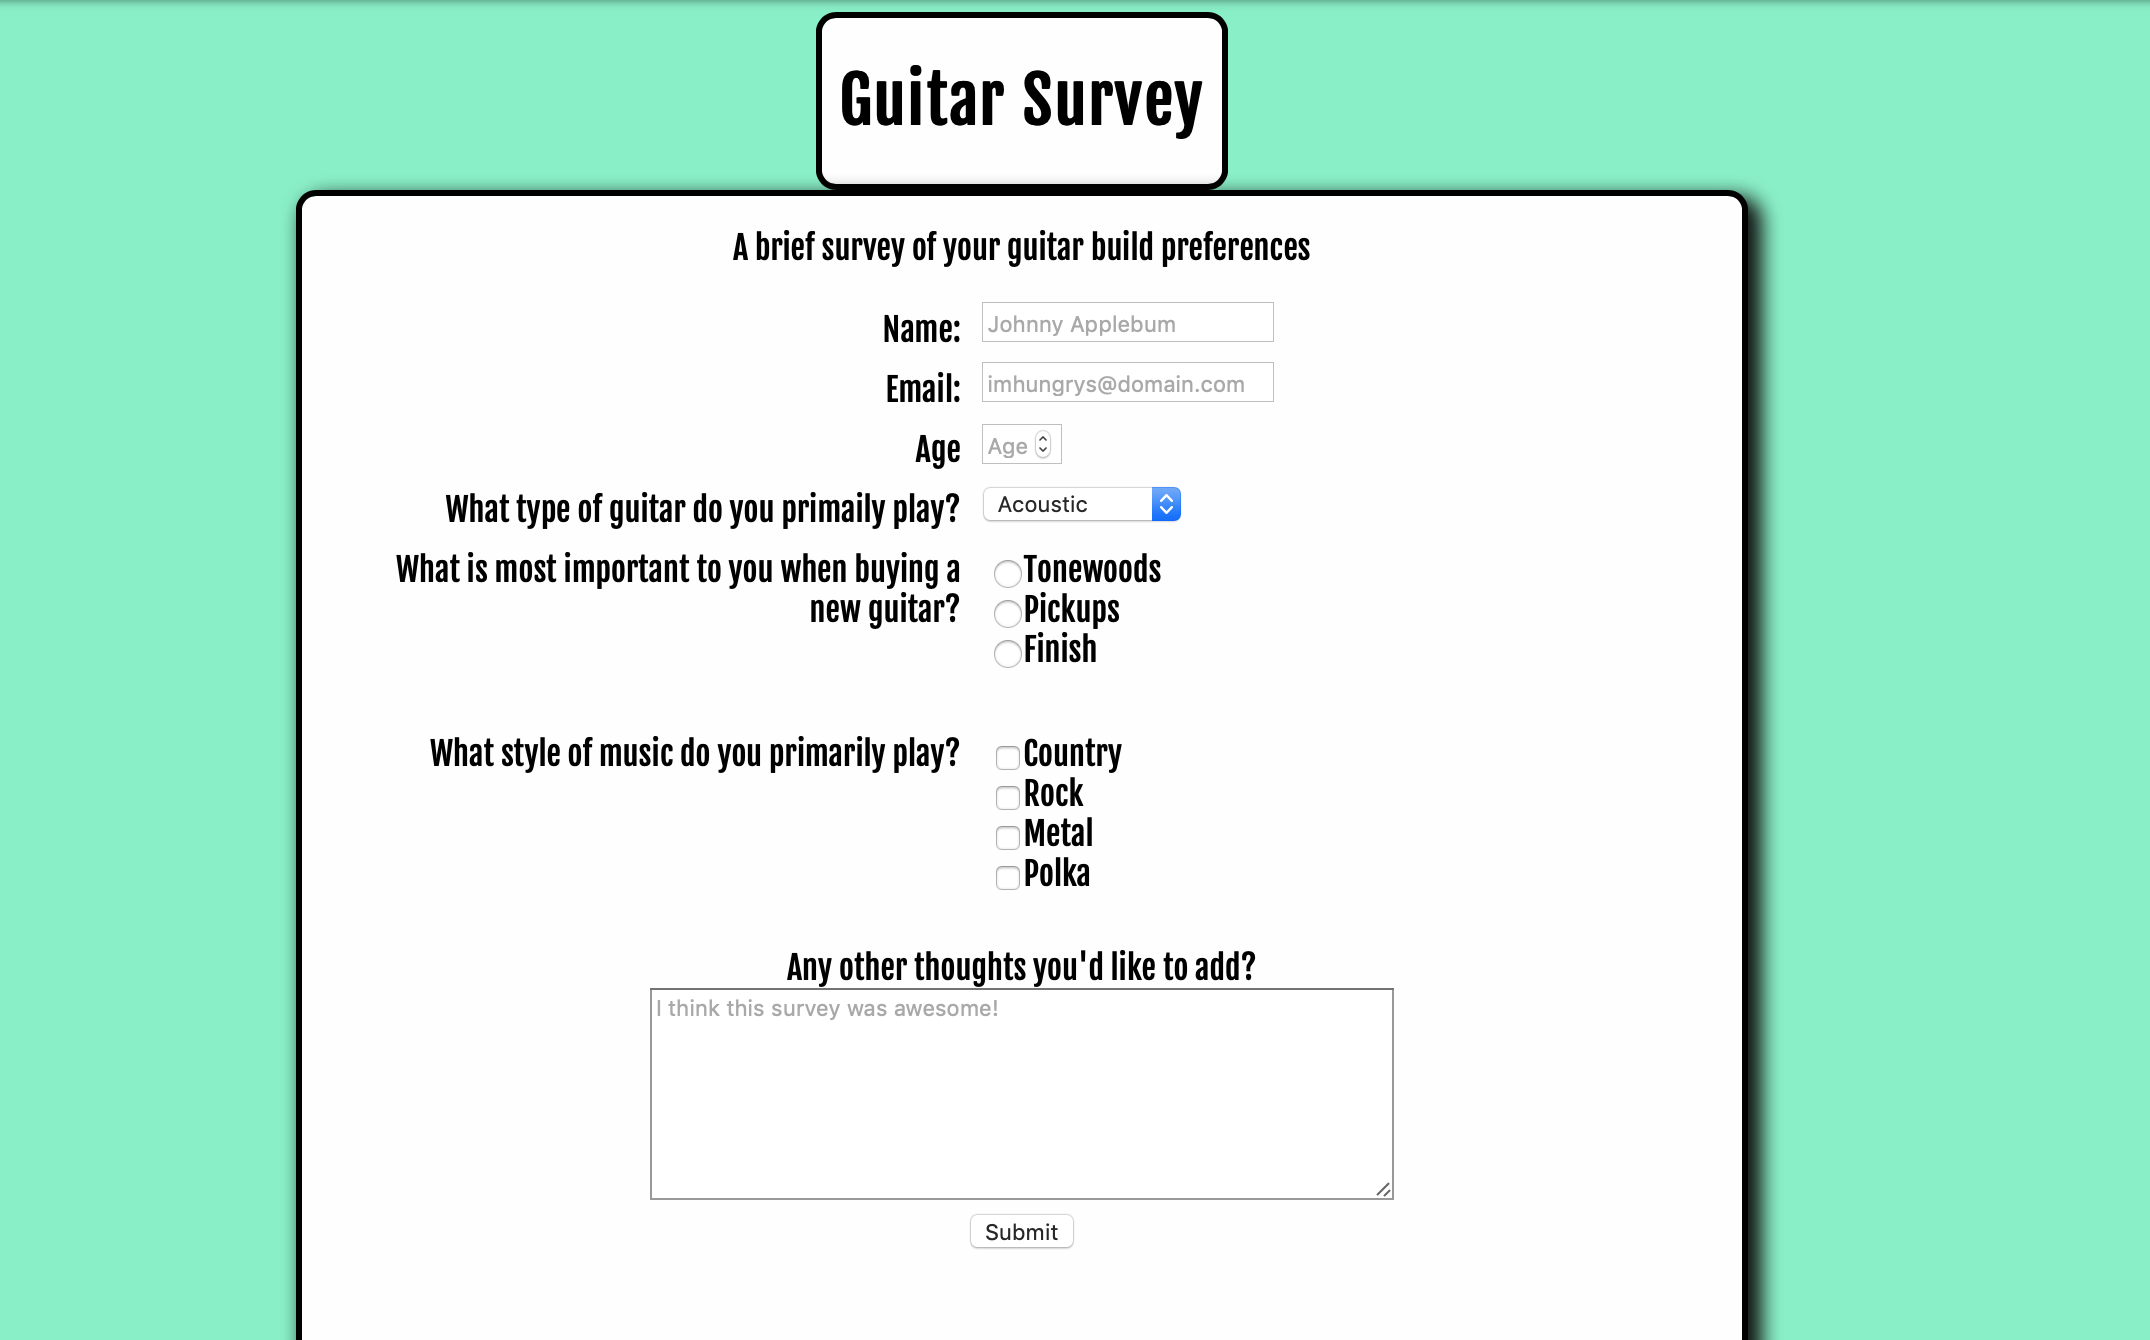 Guitar Survey
A brief survey of your guitar build preferences
Name: Johnny Applebum
Email: imhungrys@domain.com
Age Age
What type of guitar do you primaily play? Acoustic
What is most important to you when buying a
new guitar?
Tonewoods
Pickups
Finish
What style of music do you primarily play?
Country
Rock
Metal
Polka
Any other thoughts you'd like to add?
I think this survey was awesome!
Submit